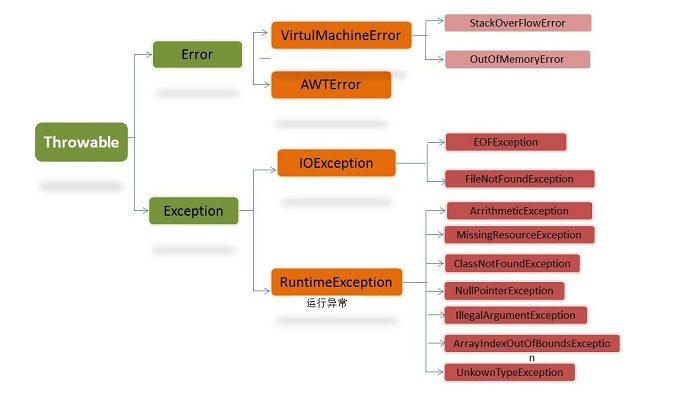 Throwable
Error
VirtulMachineError
StackOverFlowError
OutOfMemoryError
AWTError
Exception
IOException
EOFException
FileNotFoundException
RuntimeException
运行异常
ArrithmeticException
MissingResourceException
ClassNotFoundException
NullPointerException
IllegalArgumentException
ArrayIndexOutOfBoundsExceptio
n
UnkownTypeException